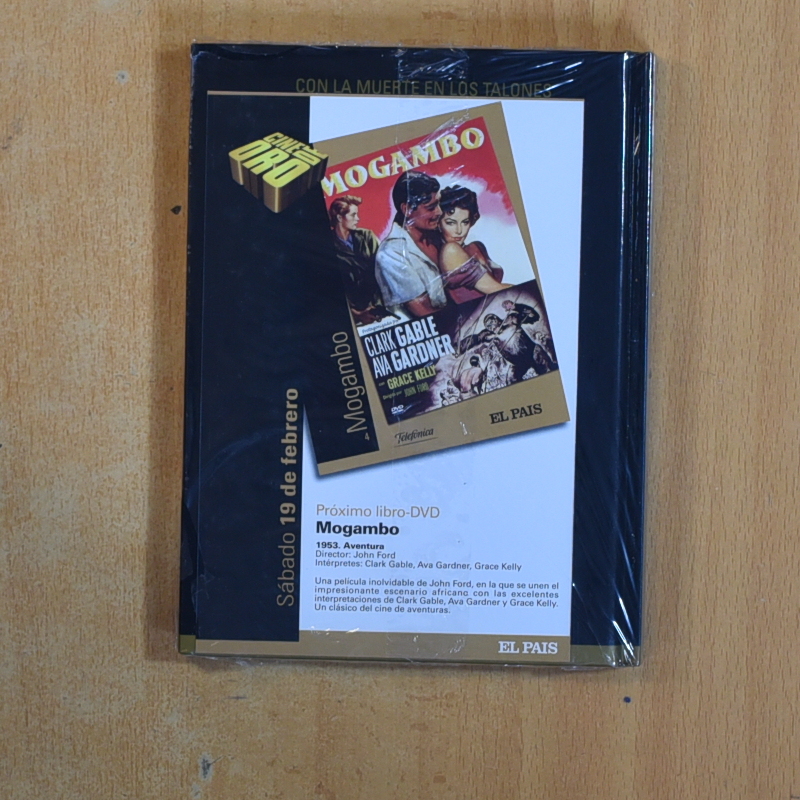 CON LA MUERTE EN LOS TALONES
CINE DE
ORO
MOGAMBO
CLARK GABLE
AVA GARDNER
GRACE KELLY
JOHN FORD
DVD
EL PAIS
Telefónica
Mogambo
4
Sábado 19 de febrero
Próximo libro-DVD
Mogambo
1953. Aventura
Director: John Ford
Intérpretes: Clark Gable, Ava Gardner, Grace Kelly
Una película inolvidable de John Ford, en la que se unen el
impresionante escenario africano con las excelentes
interpretaciones de Clark Gable, Ava Gardner y Grace Kelly.
Un clásico del cine de aventuras.
EL PAIS